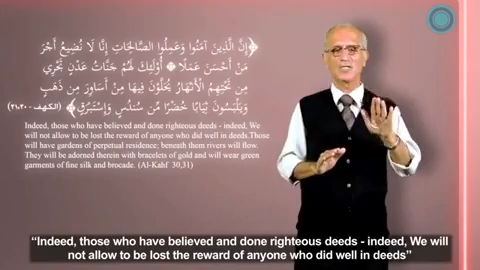 ﴿إِنَّ الَّذِينَ آمَنُوا وَعَمِلُوا الصَّالِحَاتِ إِنَّا لَا نُضِيعُ أَجْرَ
مَنْ أَحْسَنَ عَمَلًا ۞ أُوْلَئِكَ لَهُمْ جَنَّاتُ عَدْنٍ تَجْرِي
مِن تَحْتِهِمُ الْأَنْهَارُ يُحَلَّوْنَ فِيهَا مِنْ أَسَاوِرَ مِن ذَهَبٍ
وَيَلْبَسُونَ ثِيَابًا خُضْرًا مِّن سُندُسٍ وَإِسْتَبْرَقٍ﴾ (الكهف ٣٠-٣١)
Indeed, those who have believed and done righteous deeds - indeed, We
will not allow to be lost the reward of anyone who did well in deeds.Those
will have gardens of perpetual residence; beneath them rivers will flow.
They will be adorned therein with bracelets of gold and will wear green
garments of fine silk and brocade. (Al-Kahf 30,31)
“Indeed, those who have believed and done righteous deeds - indeed, We will
not allow to be lost the reward of anyone who did well in deeds”